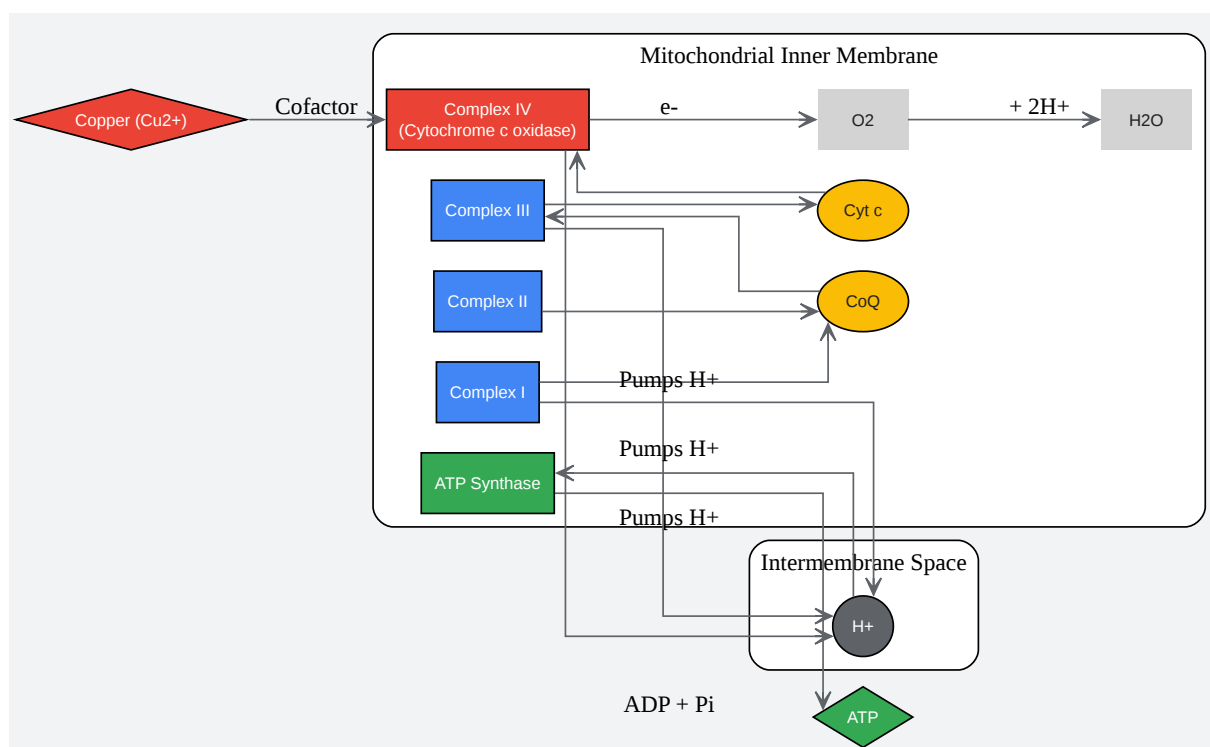 Mitochondrial Inner Membrane
Copper (Cu2+)
Cofactor
Complex IV
(Cytochrome c oxidase)
e-
O2
+ 2H+
H2O
Complex III
Cyt c
Complex II
CoQ
Complex I
Pumps H+
Pumps H+
ATP Synthase
Pumps H+
Intermembrane Space
H+
ADP + Pi
ATP